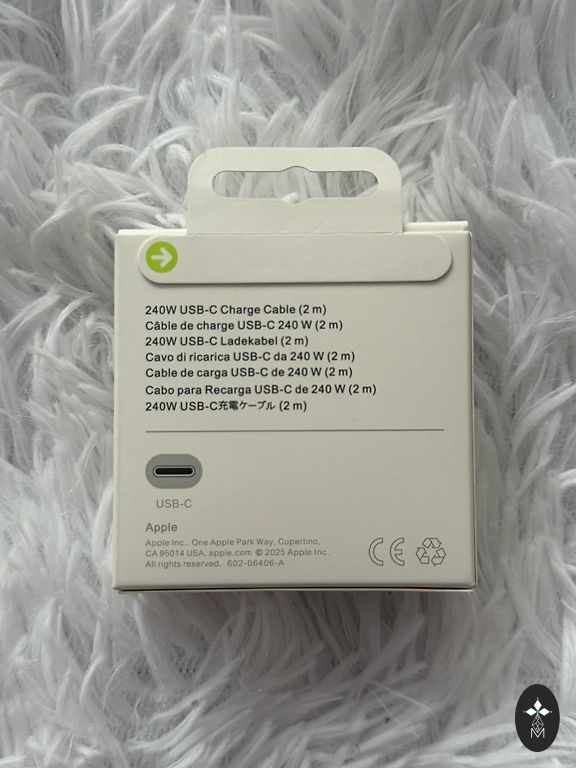 240W USB-C Charge Cable (2 m)
Câble de charge USB-C 240 W (2 m)
240W USB-C Ladekabel (2 m)
Cavo di ricarica USB-C da 240 W (2 m)
Cable de carga USB-C de 240 W (2 m)
Cabo para Recarga USB-C de 240 W (2 m)
240W USB-C充電ケーブル (2 m)
USB-C
Apple
Apple Inc.. One Apple Park Way, Cupertino,
CA 95014 USA, apple.com © 2025 Apple Inc.
All rights reserved. 602-06406-A
CE
M